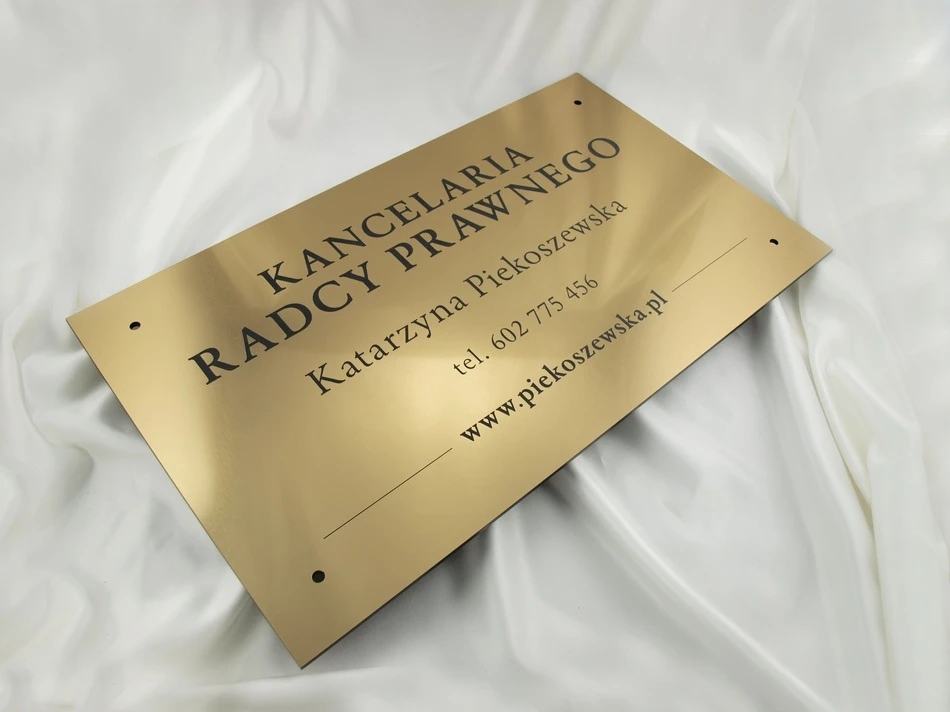 KANCELARIA
RADCY PRAWNEGO
Katarzyna Piekoszewska
tel. 602 775 456
www.piekoszewska.pl